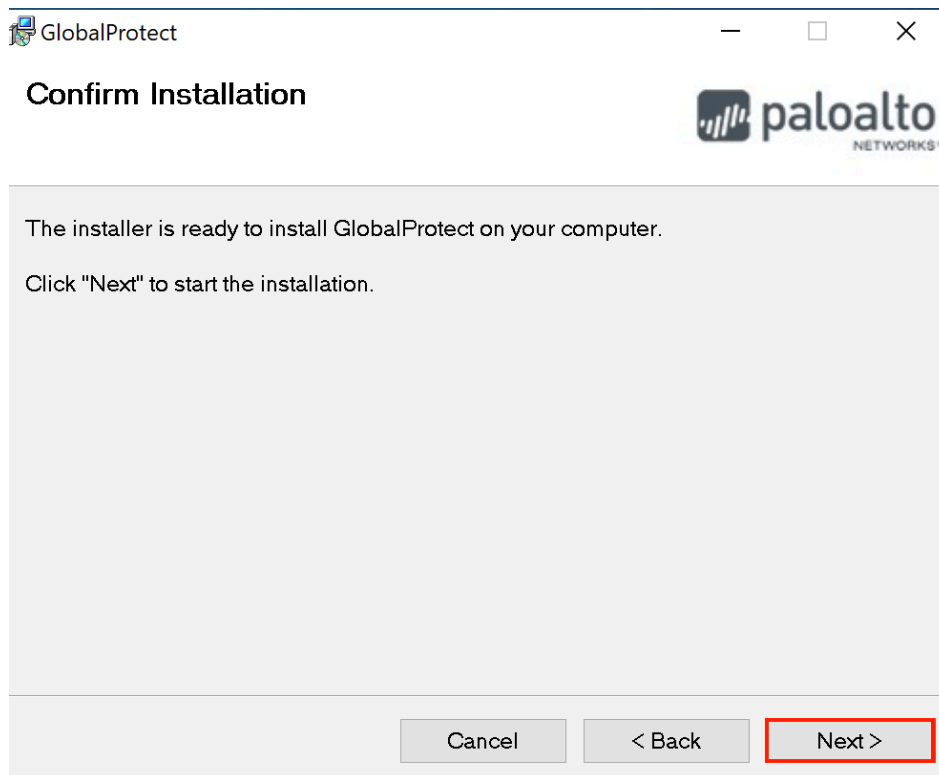 GlobalProtect
Confirm Installation
paloalto
NETWORKS
The installer is ready to install GlobalProtect on your computer.
Click "Next" to start the installation.
Cancel
< Back
Next >